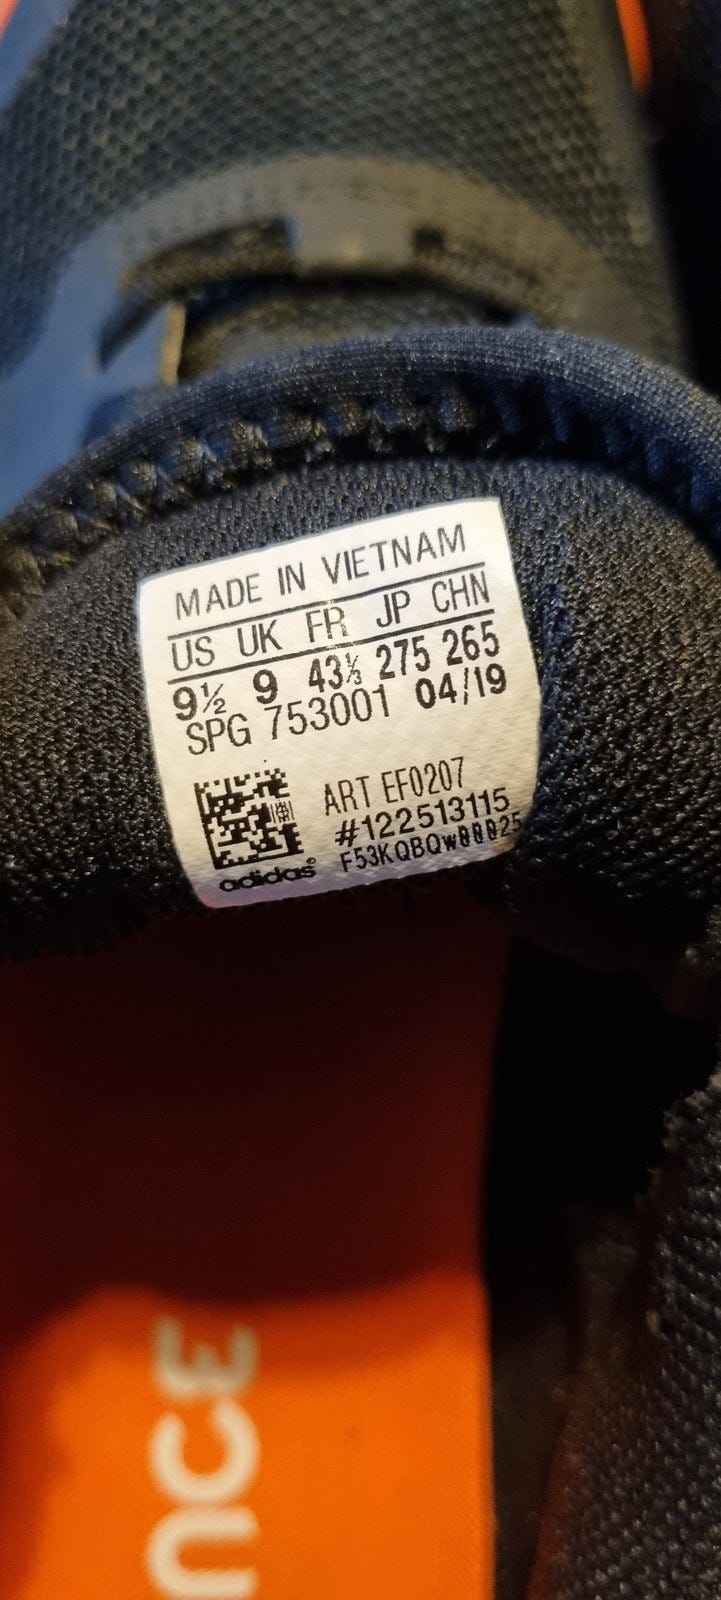 MADE IN VIETNAM
US UK FR JP CHN
9½ 9 43⅓ 275 265
SPG 753001 04/19
ART EF0207
#122513115
adidas® F53KQBQw00025
NCE